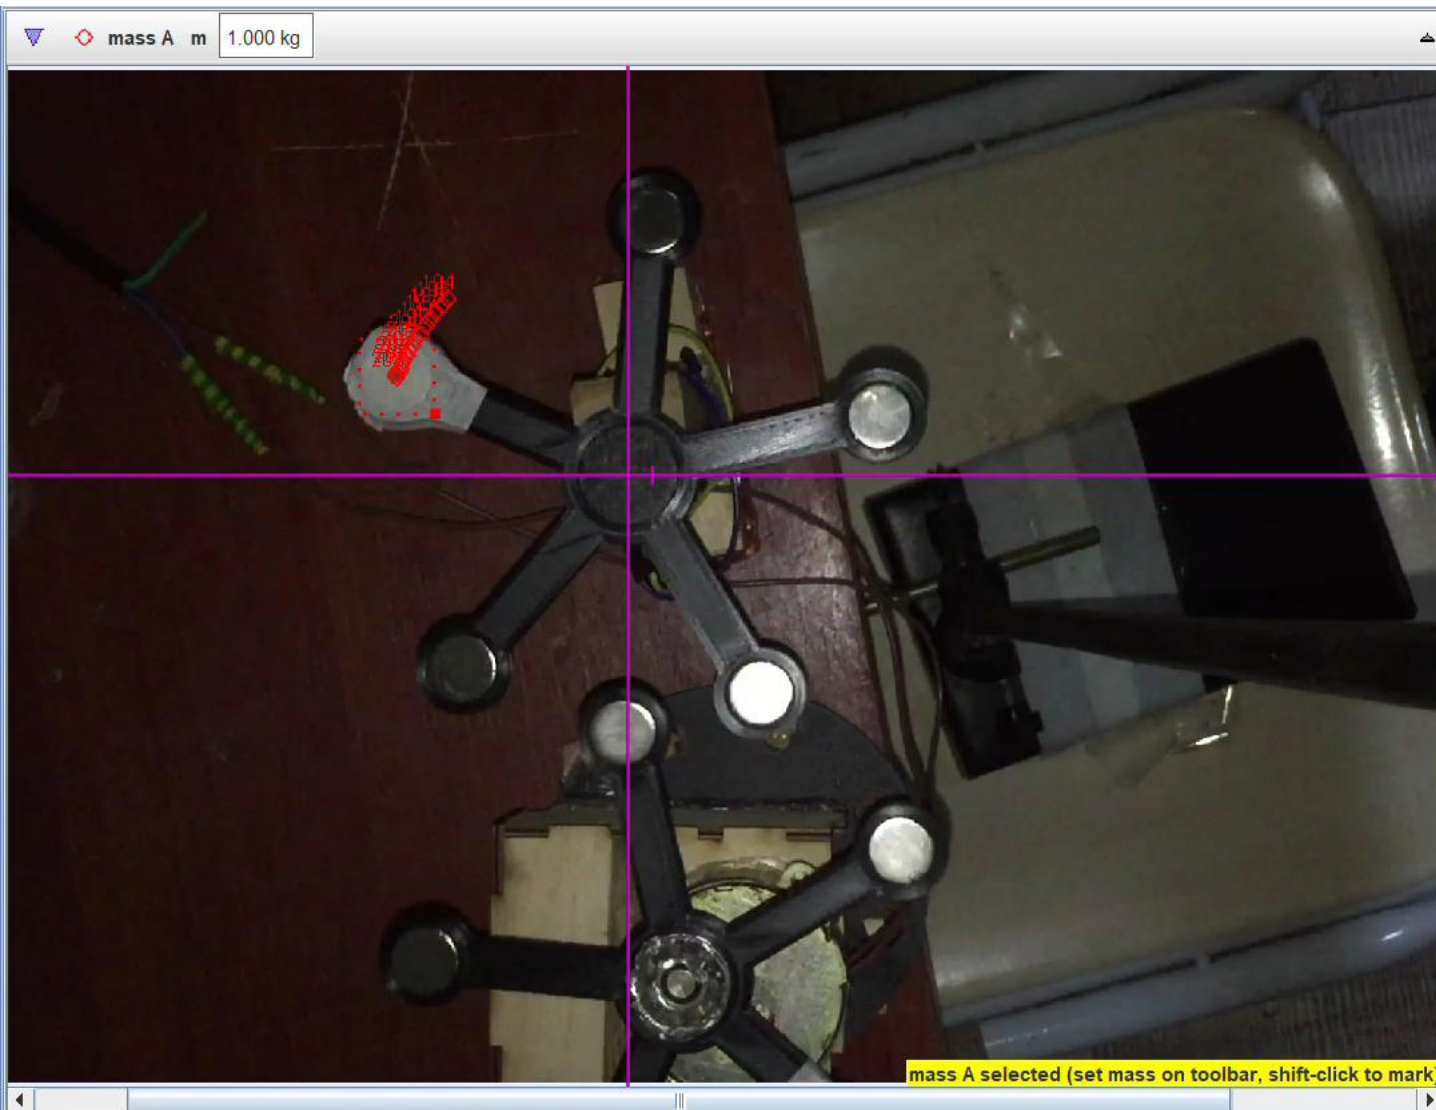 mass A m 1.000 kg
mass A selected (set mass on toolbar, shift-click to mark)